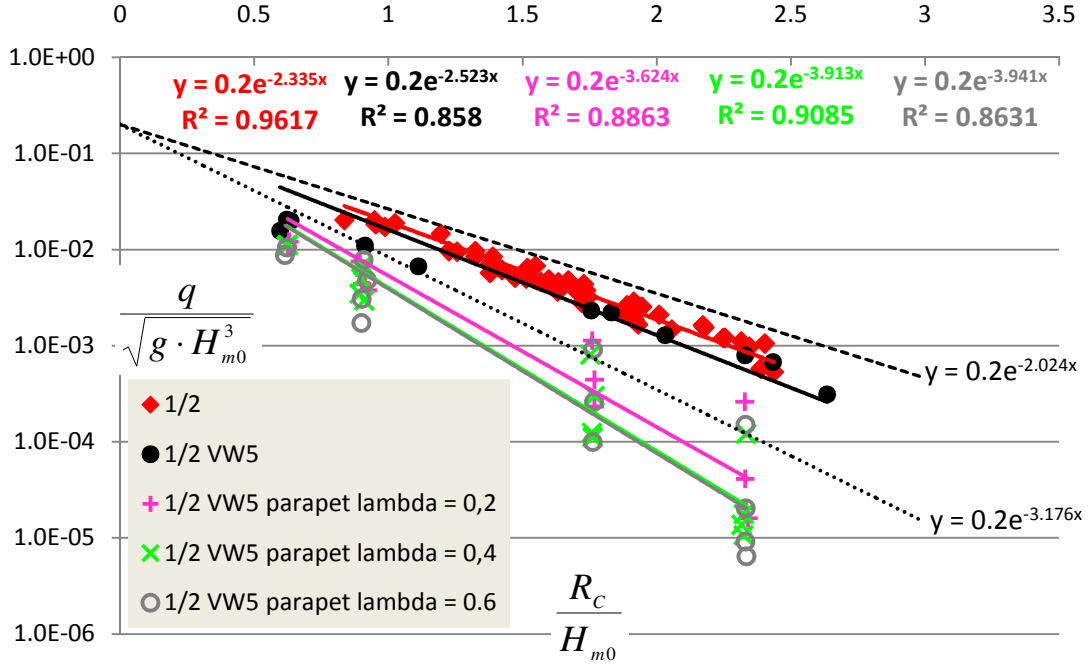 0 0.5 1 1.5 2 2.5 3 3.5
1.0E+00
y = 0.2e^-2.335x y = 0.2e^-2.523x y = 0.2e^-3.624x y = 0.2e^-3.913x y = 0.2e^-3.941x
R² = 0.9617 R² = 0.858 R² = 0.8863 R² = 0.9085 R² = 0.8631
1.0E-01
1.0E-02
q
√g · H_m0^3
1.0E-03
y = 0.2e^-2.024x
1/2
1.0E-04
1/2 VW5
1/2 VW5 parapet lambda = 0,2
y = 0.2e^-3.176x
1.0E-05
1/2 VW5 parapet lambda = 0,4
1/2 VW5 parapet lambda = 0.6
R_C
H_m0
1.0E-06